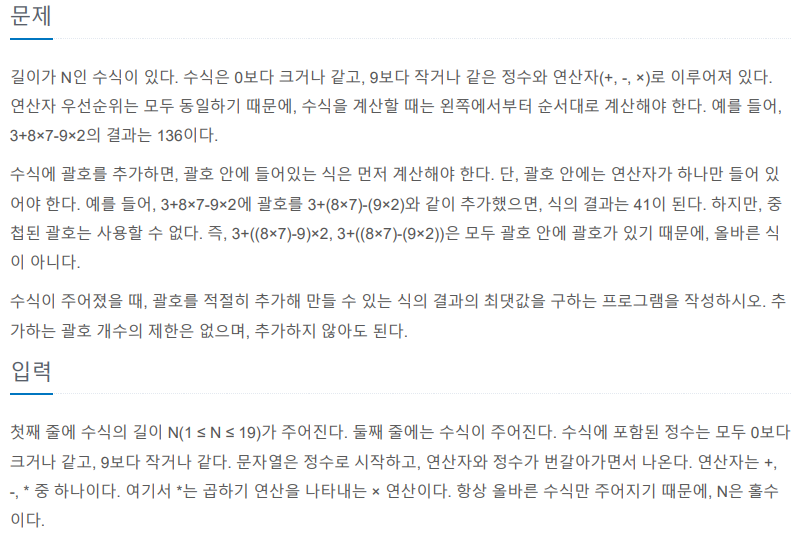 문제
길이가 N인 수식이 있다. 수식은 0보다 크거나 같고, 9보다 작거나 같은 정수와 연산자(+, -, ×)로 이루어져 있다.
연산자 우선순위는 모두 동일하기 때문에, 수식을 계산할 때는 왼쪽에서부터 순서대로 계산해야 한다. 예를 들어,
3+8×7-9×2의 결과는 136이다.
수식에 괄호를 추가하면, 괄호 안에 들어있는 식은 먼저 계산해야 한다. 단, 괄호 안에는 연산자가 하나만 들어 있
어야 한다. 예를 들어, 3+8×7-9×2에 괄호를 3+(8×7)-(9×2)와 같이 추가했으면, 식의 결과는 41이 된다. 하지만, 중
첩된 괄호는 사용할 수 없다. 즉, 3+((8×7)-9)×2, 3+((8×7)-(9×2))은 모두 괄호 안에 괄호가 있기 때문에, 올바른 식
이 아니다.
수식이 주어졌을 때, 괄호를 적절히 추가해 만들 수 있는 식의 결과의 최댓값을 구하는 프로그램을 작성하시오. 추
가하는 괄호 개수의 제한은 없으며, 추가하지 않아도 된다.
입력
첫째 줄에 수식의 길이 N(1 ≤ N ≤ 19)가 주어진다. 둘째 줄에는 수식이 주어진다. 수식에 포함된 정수는 모두 0보다
크거나 같고, 9보다 작거나 같다. 문자열은 정수로 시작하고, 연산자와 정수가 번갈아가면서 나온다. 연산자는 +,
-, * 중 하나이다. 여기서 *는 곱하기 연산을 나타내는 × 연산이다. 항상 올바른 수식만 주어지기 때문에, N은 홀수
이다.